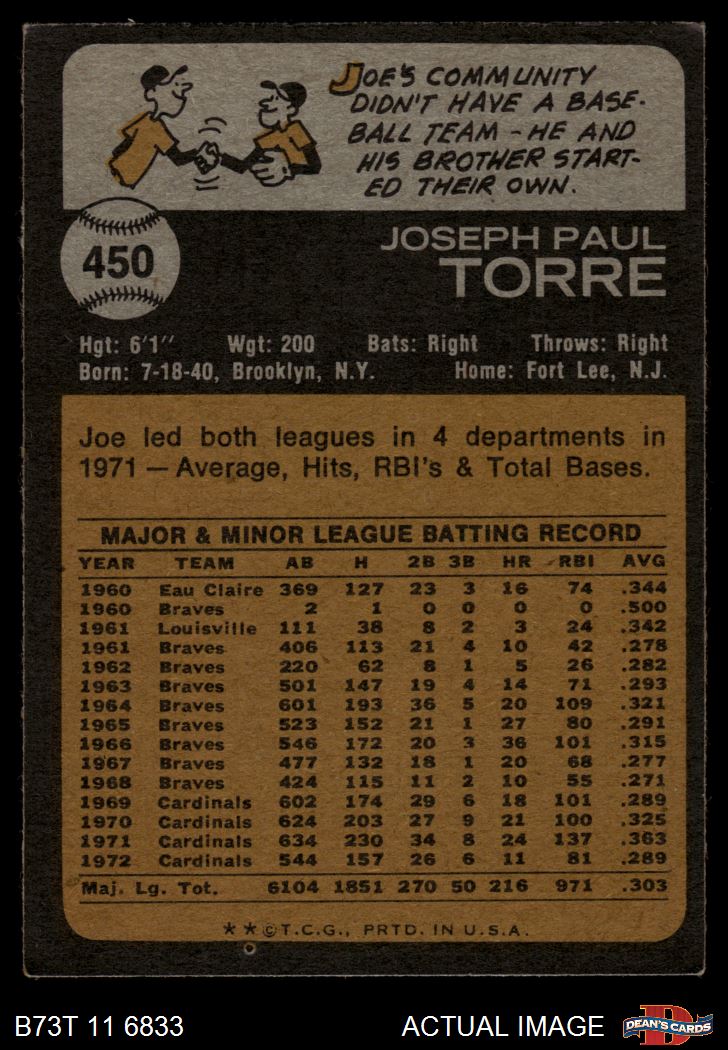 JOE'S COMMUNITY
DIDN'T HAVE A BASE-
BALL TEAM - HE AND
HIS BROTHER START-
ED THEIR OWN.
450
JOSEPH PAUL
TORRE
Hgt: 6'1" Wgt: 200 Bats: Right Throws: Right
Born: 7-18-40, Brooklyn, N.Y. Home: Fort Lee, N.J.
Joe led both leagues in 4 departments in
1971 — Average, Hits, RBI's & Total Bases.
MAJOR & MINOR LEAGUE BATTING RECORD
YEAR TEAM AB H 2B 3B HR RBI AVG
1960 Eau Claire 369 127 23 3 16 74 .344
1960 Braves 2 1 0 0 0 0 .500
1961 Louisville 111 38 8 2 3 24 .342
1961 Braves 406 113 21 4 10 42 .278
1962 Braves 220 62 8 1 5 26 .282
1963 Braves 501 147 19 4 14 71 .293
1964 Braves 601 193 36 5 20 109 .321
1965 Braves 523 152 21 1 27 80 .291
1966 Braves 546 172 20 3 36 101 .315
1967 Braves 477 132 18 1 20 68 .277
1968 Braves 424 115 11 2 10 55 .271
1969 Cardinals 602 174 29 6 18 101 .289
1970 Cardinals 624 203 27 9 21 100 .325
1971 Cardinals 634 230 34 8 24 137 .363
1972 Cardinals 544 157 26 6 11 81 .289
Maj. Lg. Tot. 6104 1851 270 50 216 971 .303
**©T.C.G., PRTD. IN U.S.A.
B73T 11 6833 ACTUAL IMAGE
D
DEAN'S CARDS